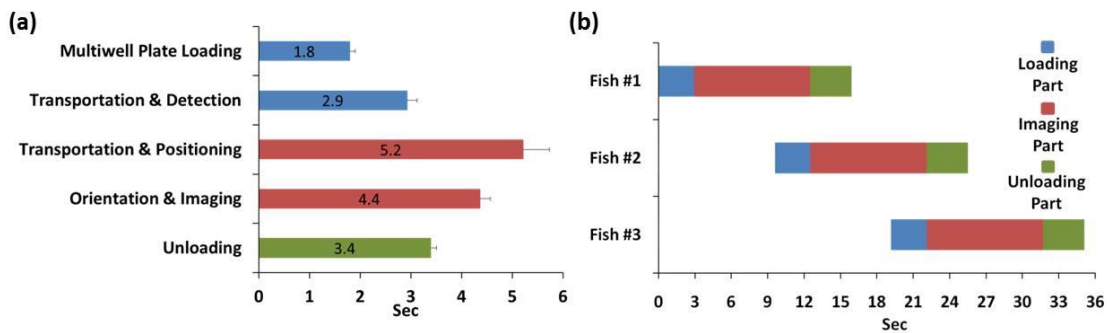 (a)
Multiwell Plate Loading
1.8
Transportation & Detection
2.9
Transportation & Positioning
5.2
Orientation & Imaging
4.4
Unloading
3.4
0 1 2 3 4 5 6
Sec
(b)
Fish #1
Fish #2
Fish #3
0 3 6 9 12 15 18 21 24 27 30 33 36
Sec
Loading
Part
Imaging
Part
Unloading
Part